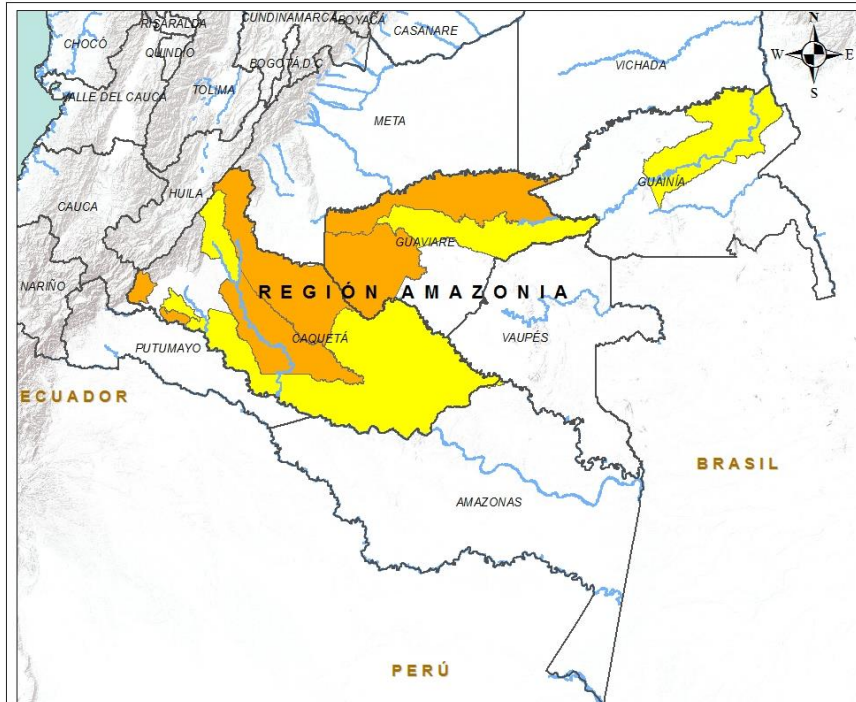 CUNDINAMARCA
BOYACÁ
RISARALDA
CASANARE
N
CHOCÓ
QUINDIO
BOGOTÁ D.C
W
E
VICHADA
S
TOLIMA
VALLE DEL CAUCA
META
HUILA
GUAINÍA
CAUCA
GUAVIARE
NARIÑO
REGIÓN AMAZONIA
CAQUETÁ
VAUPÉS
PUTUMAYO
ECUADOR
BRASIL
AMAZONAS
PERÚ